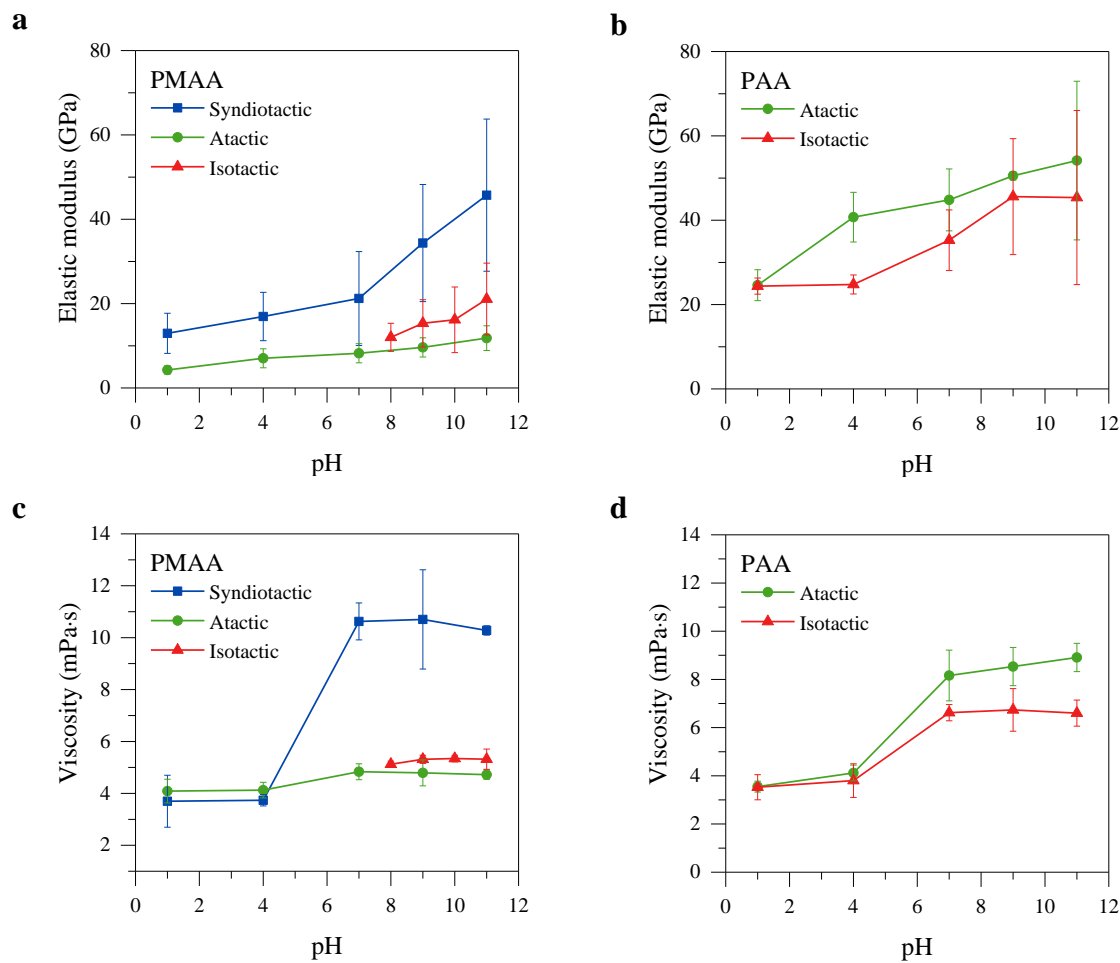 a
PMAA
Syndiotactic
Atactic
Isotactic
Elastic modulus (GPa)
80
60
40
20
0
0 2 4 6 8 10 12
pH
b
PAA
Atactic
Isotactic
Elastic modulus (GPa)
80
60
40
20
0
0 2 4 6 8 10 12
pH
c
PMAA
Syndiotactic
Atactic
Isotactic
Viscosity (mPa·s)
14
12
10
8
6
4
2
0 2 4 6 8 10 12
pH
d
PAA
Atactic
Isotactic
Viscosity (mPa·s)
14
12
10
8
6
4
2
0
0 2 4 6 8 10 12
pH